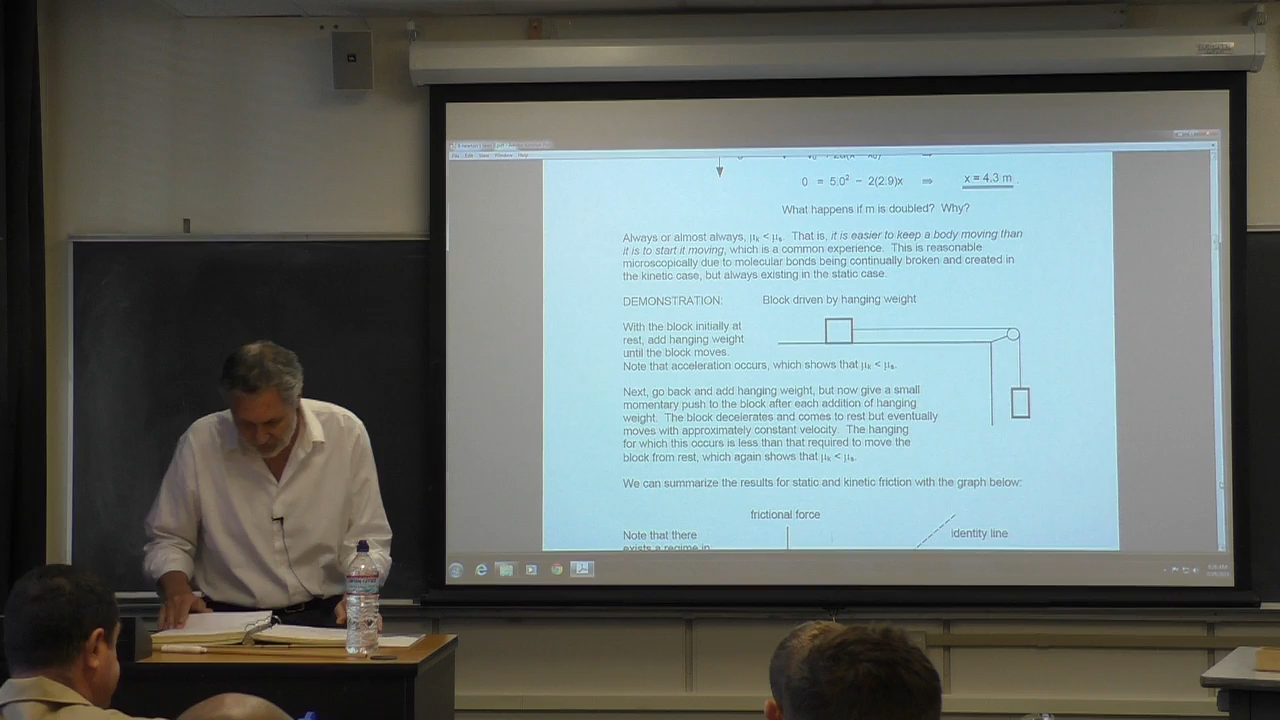 File Edit View Window Help
0 = 5.0² − 2(2.9)x ⇒ x = 4.3 m
What happens if m is doubled? Why?
Always or almost always, μk < μs. That is, it is easier to keep a body moving than
it is to start it moving, which is a common experience. This is reasonable
microscopically due to molecular bonds being continually broken and created in
the kinetic case, but always existing in the static case.
DEMONSTRATION: Block driven by hanging weight
With the block initially at
rest, add hanging weight
until the block moves.
Note that acceleration occurs, which shows that μk < μs.
Next, go back and add hanging weight, but now give a small
momentary push to the block after each addition of hanging
weight. The block decelerates and comes to rest but eventually
moves with approximately constant velocity. The hanging
for which this occurs is less than that required to move the
block from rest, which again shows that μk < μs.
We can summarize the results for static and kinetic friction with the graph below:
frictional force
Note that there
identity line
exists a regime in